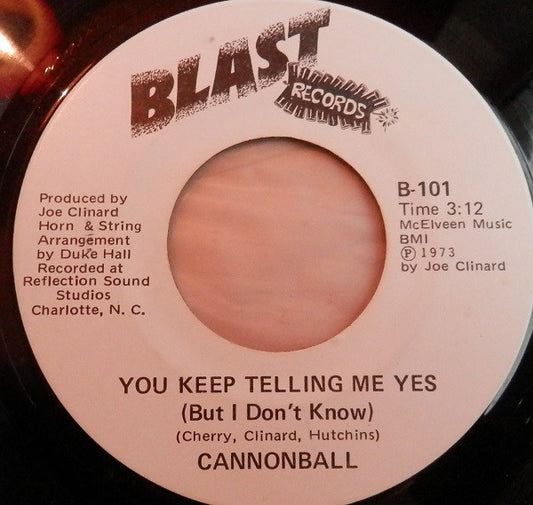 BLAST
RECORDS
Produced by
Joe Clinard
Horn & String
Arrangement
by Duke Hall
Recorded at
Reflection Sound
Studios
Charlotte, N. C.
B-101
Time 3:12
McElveen Music
BMI
Ⓟ 1973
by Joe Clinard
YOU KEEP TELLING ME YES
(But I Don't Know)
(Cherry, Clinard, Hutchins)
CANNONBALL